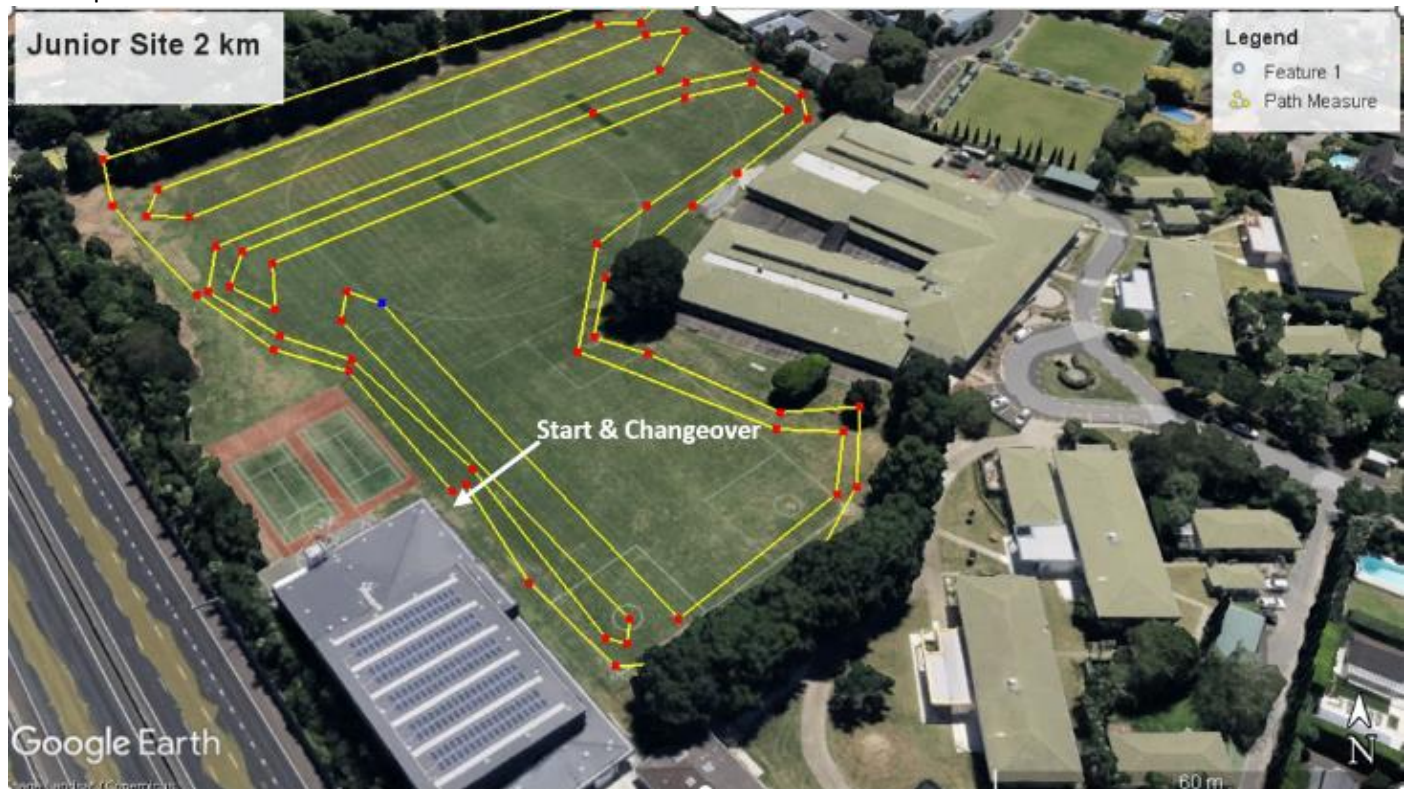 Junior Site 2 km
Legend
Feature 1
Path Measure
Start & Changeover
Google Earth
N
60 m